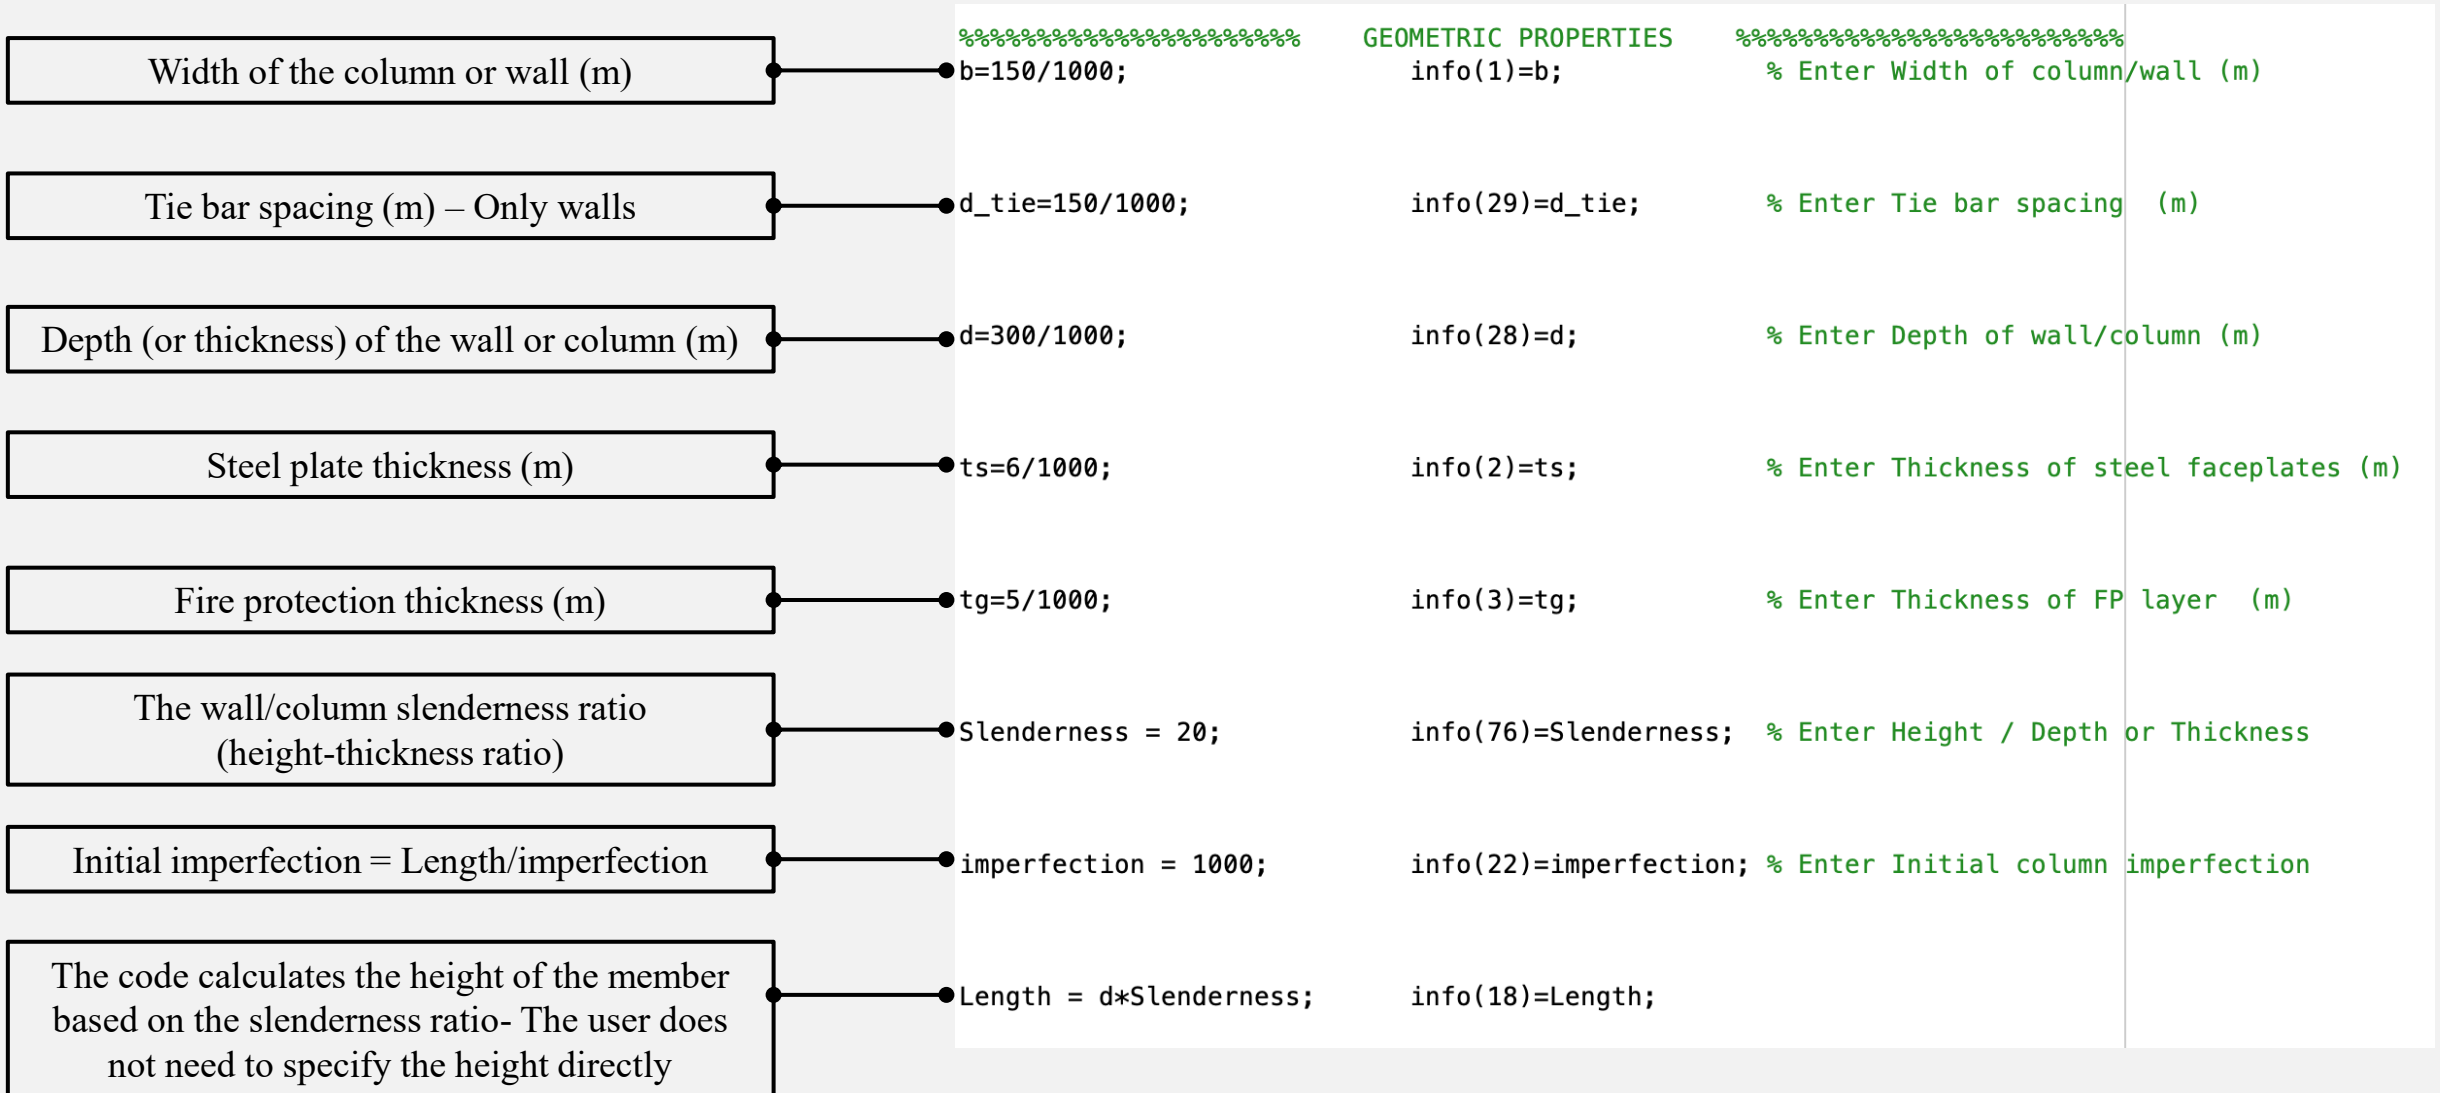 %%%%%%%%%%%%%%%%%%%%%% GEOMETRIC PROPERTIES %%%%%%%%%%%%%%%%%%%%%%%%%
Width of the column or wall (m)
b=150/1000; info(1)=b; % Enter Width of column/wall (m)
Tie bar spacing (m) – Only walls
d_tie=150/1000; info(29)=d_tie; % Enter Tie bar spacing (m)
Depth (or thickness) of the wall or column (m)
d=300/1000; info(28)=d; % Enter Depth of wall/column (m)
Steel plate thickness (m)
ts=6/1000; info(2)=ts; % Enter Thickness of steel faceplates (m)
Fire protection thickness (m)
tg=5/1000; info(3)=tg; % Enter Thickness of FP layer (m)
The wall/column slenderness ratio
(height-thickness ratio)
Slenderness = 20; info(76)=Slenderness; % Enter Height / Depth or Thickness
Initial imperfection = Length/imperfection
imperfection = 1000; info(22)=imperfection; % Enter Initial column imperfection
The code calculates the height of the member
based on the slenderness ratio- The user does
not need to specify the height directly
Length = d*Slenderness; info(18)=Length;